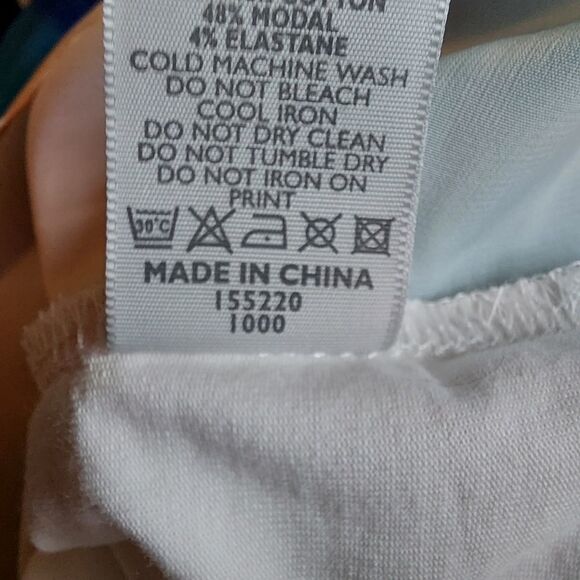 COTTON
48% MODAL
4% ELASTANE
COLD MACHINE WASH
DO NOT BLEACH
COOL IRON
DO NOT DRY CLEAN
DO NOT TUMBLE DRY
DO NOT IRON ON
PRINT
30°C
MADE IN CHINA
155220
1000